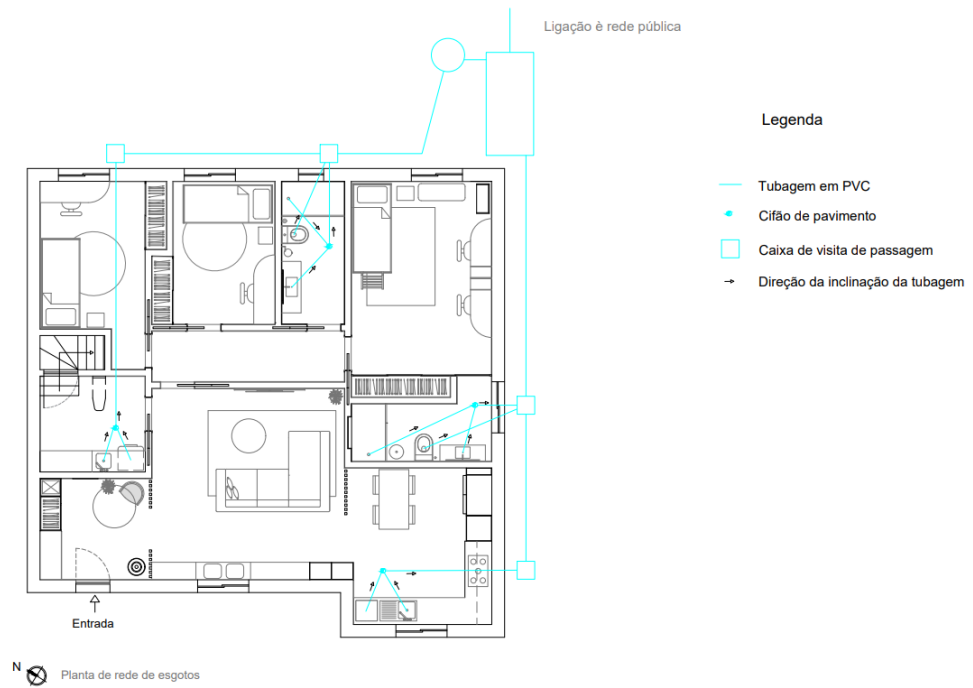 Ligação è rede pública
Legenda
Tubagem em PVC
Cifão de pavimento
Caixa de visita de passagem
Direção da inclinação da tubagem
Entrada
N
Planta de rede de esgotos